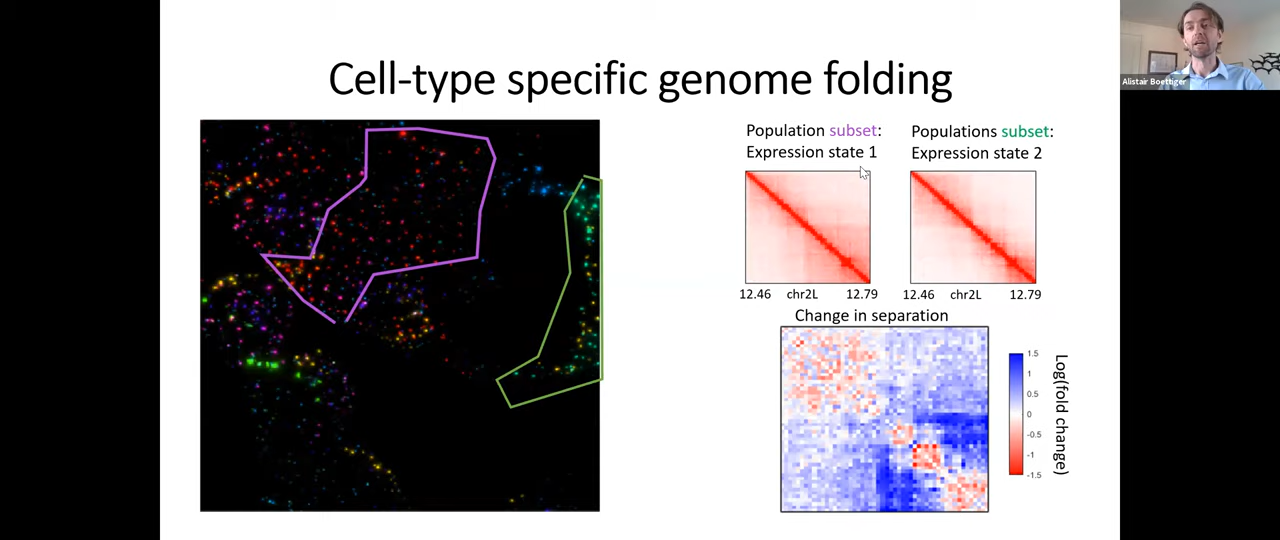 Cell-type specific genome folding
Alistair Boettiger
Population subset:
Expression state 1
Populations subset:
Expression state 2
12.46 chr2L 12.79
12.46 chr2L 12.79
Change in separation
1.5
1
0.5
0
-0.5
-1
-1.5
Log(fold change)